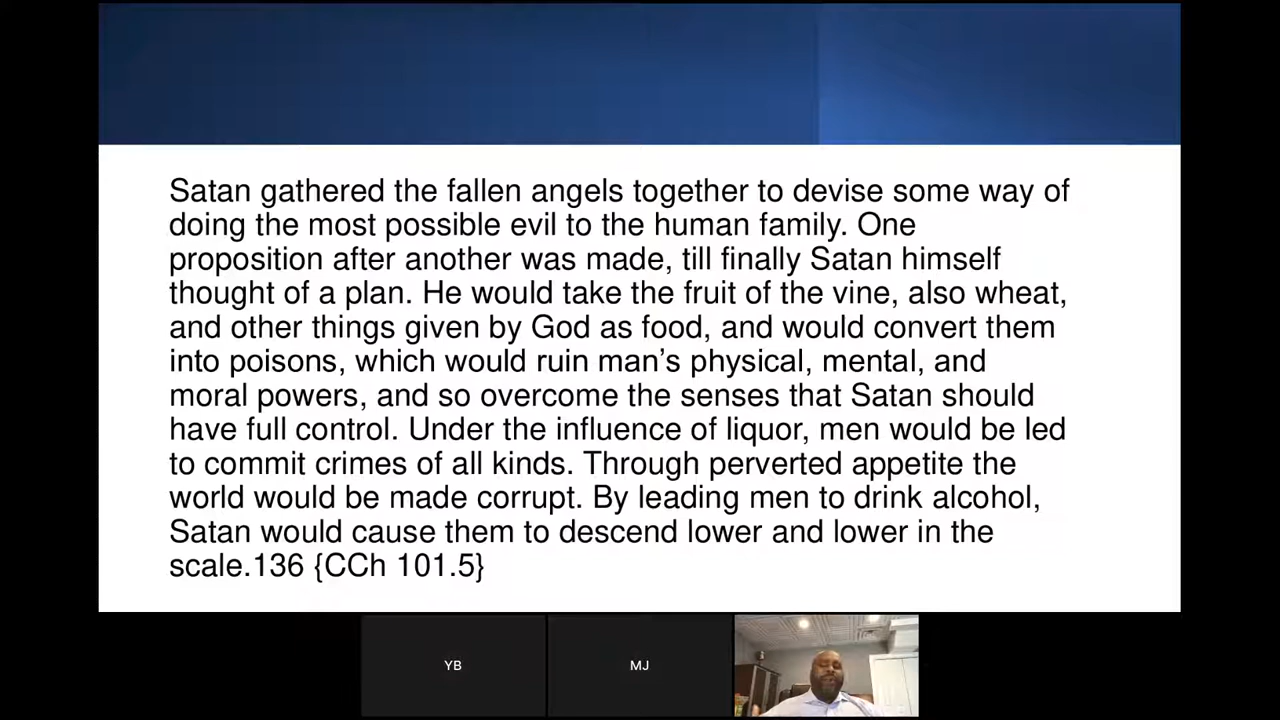 Satan gathered the fallen angels together to devise some way of
doing the most possible evil to the human family. One
proposition after another was made, till finally Satan himself
thought of a plan. He would take the fruit of the vine, also wheat,
and other things given by God as food, and would convert them
into poisons, which would ruin man’s physical, mental, and
moral powers, and so overcome the senses that Satan should
have full control. Under the influence of liquor, men would be led
to commit crimes of all kinds. Through perverted appetite the
world would be made corrupt. By leading men to drink alcohol,
Satan would cause them to descend lower and lower in the
scale.136 {CCh 101.5}
YB
MJ